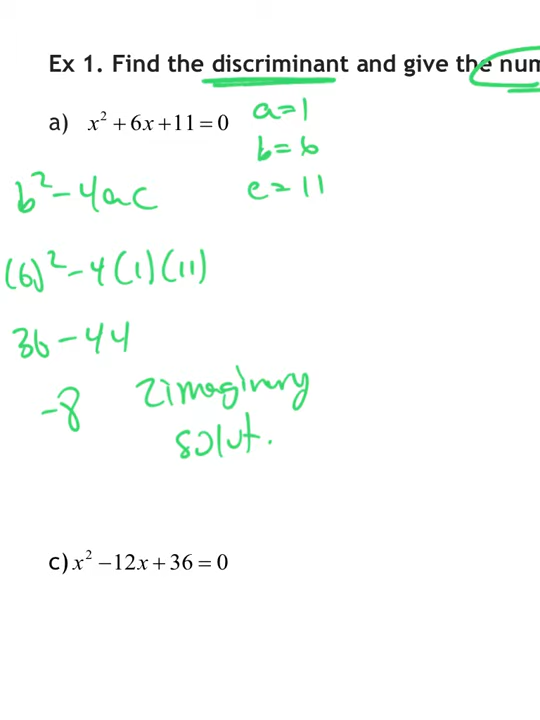 Ex 1. Find the discriminant and give the num
a) x² + 6x + 11 = 0
a = 1
b = 6
c = 11
b² - 4ac
(6)² - 4(1)(11)
36 - 44
-8 2 imaginary
solut.
c) x² - 12x + 36 = 0